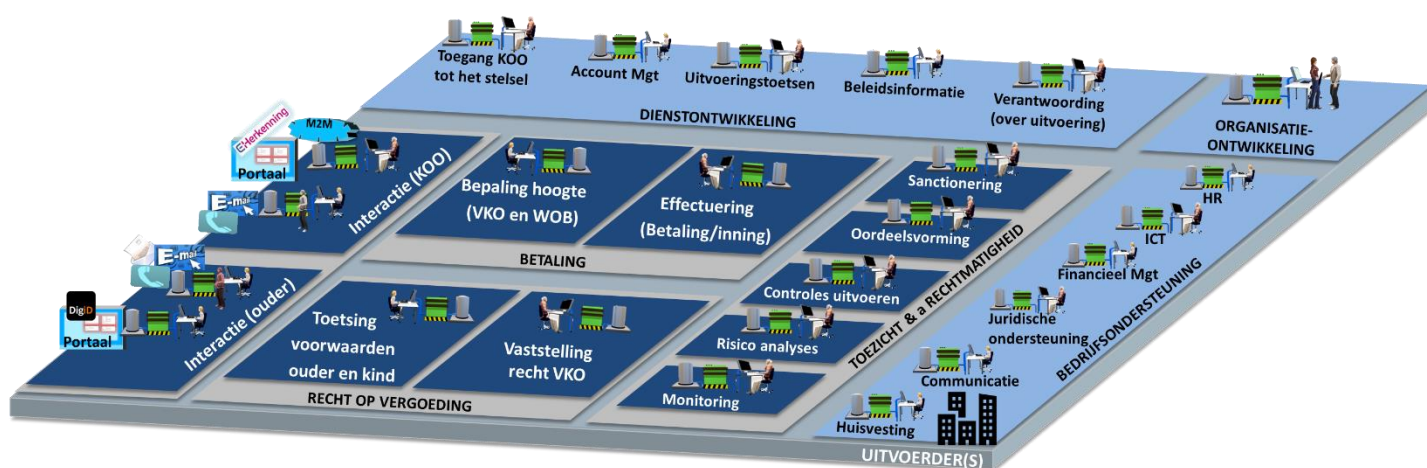 Toegang KOO
tot het stelsel
Account Mgt
Uitvoeringstoetsen
Beleidsinformatie
Verantwoording
(over uitvoering)
DIENSTONTWIKKELING
ORGANISATIE-
ONTWIKKELING
EHerkenning
M2M
Portaal
E-mail
Interactie (KOO)
Bepaling hoogte
(VKO en WOB)
Effectuering
(Betaling/inning)
BETALING
E-mail
DigiD
Portaal
Interactie (ouder)
Toetsing
voorwaarden
ouder en kind
Vaststelling
recht VKO
RECHT OP VERGOEDING
Sanctionering
Oordeelsvorming
Controles uitvoeren
Risico analyses
Monitoring
TOEZICHT & a RECHTMATIGHEID
HR
ICT
Financieel Mgt
Juridische
ondersteuning
Communicatie
Huisvesting
BEDRIJFSONDERSTEUNING
UITVOERDER(S)